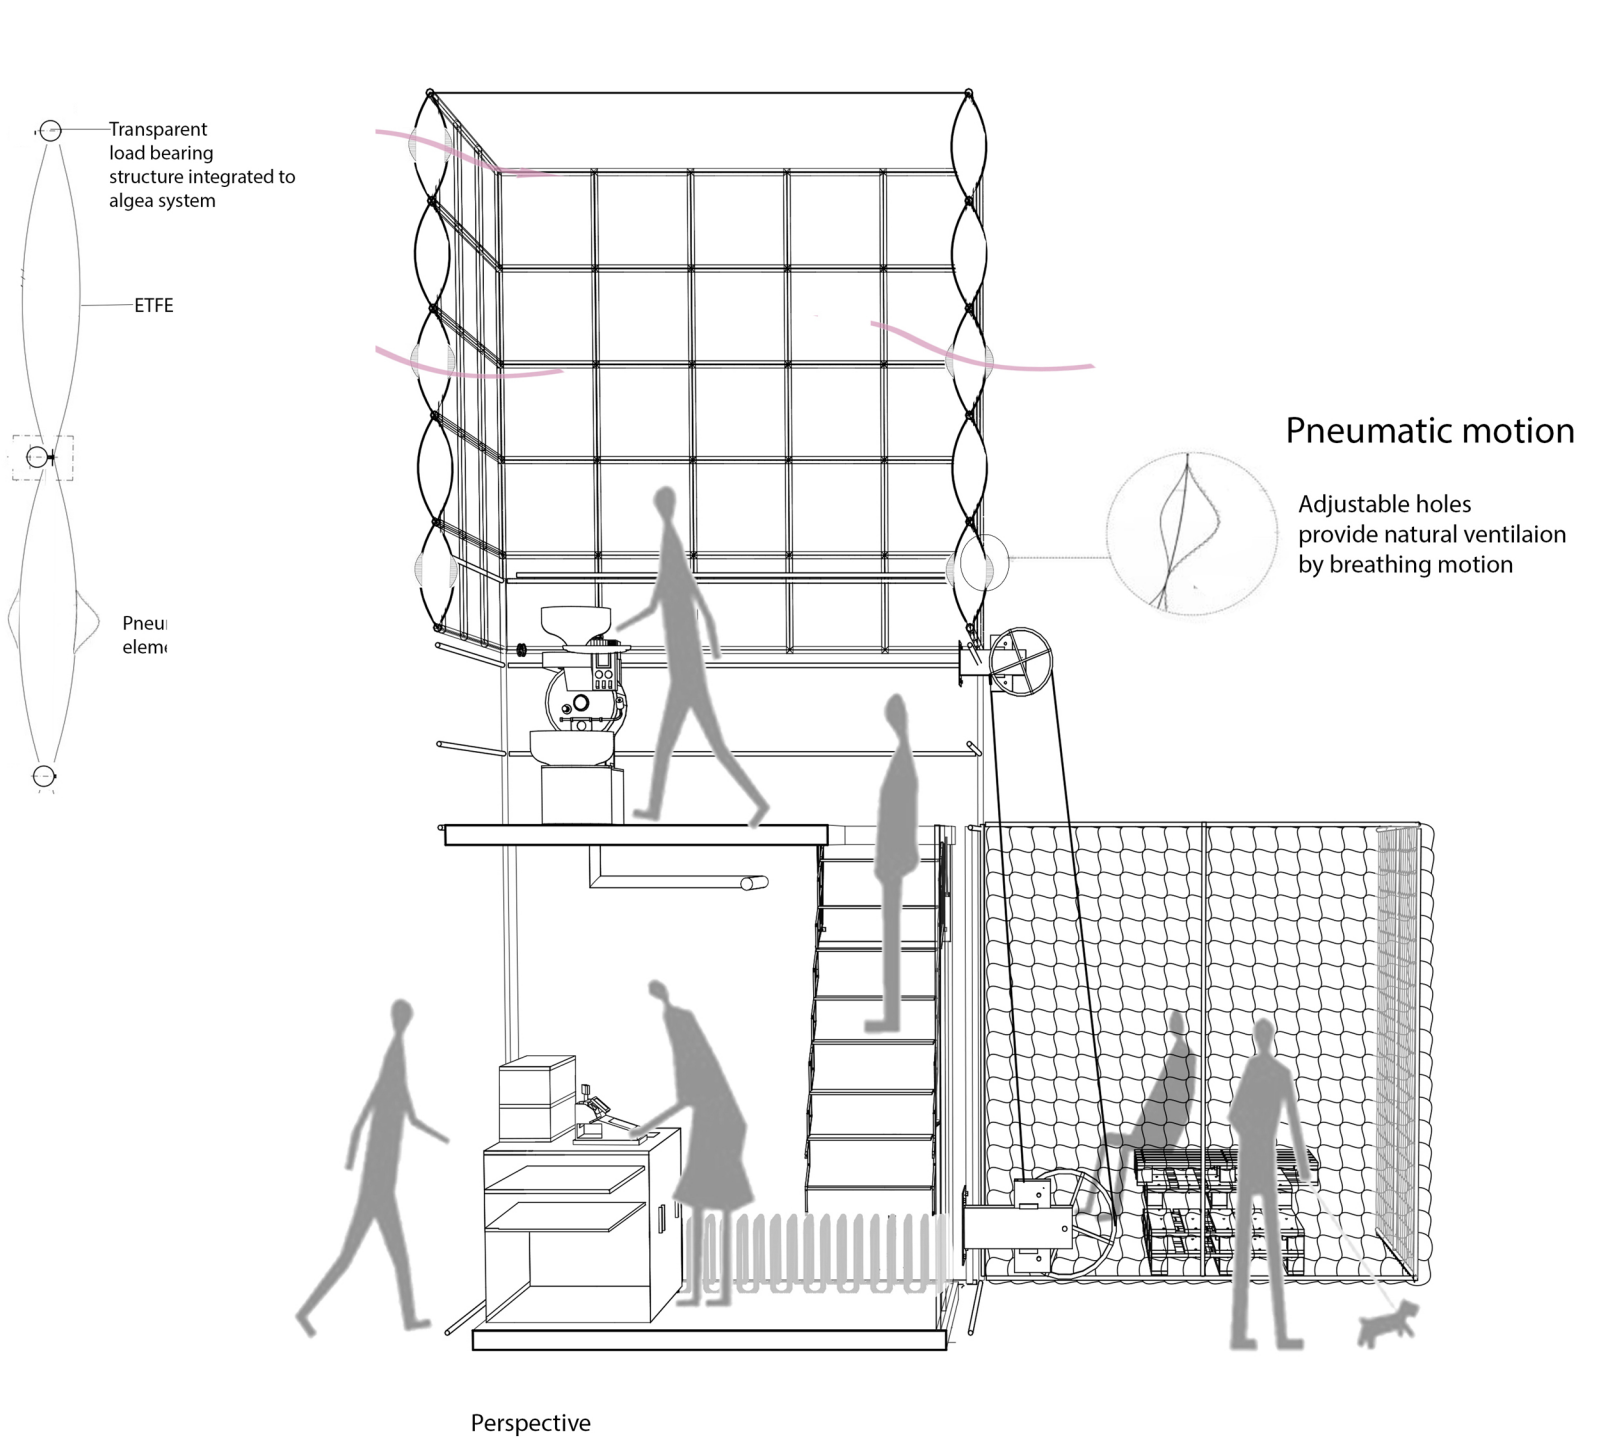 Transparent
load bearing
structure integrated to
algea system
ETFE
Pneumatic motion
Adjustable holes
provide natural ventilaion
by breathing motion
Perspective